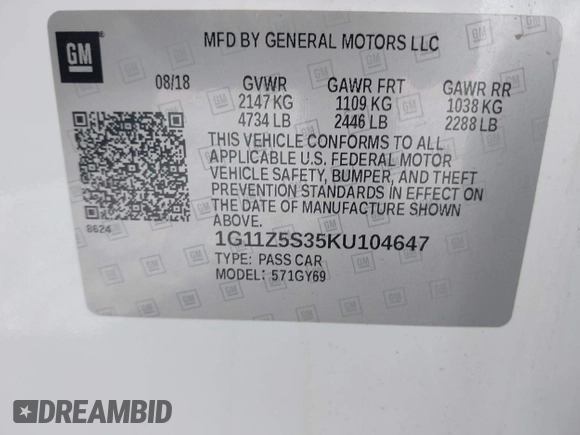 GM
MFD BY GENERAL MOTORS LLC
08/18 GVWR GAWR FRT GAWR RR
2147 KG 1109 KG 1038 KG
4734 LB 2446 LB 2288 LB
THIS VEHICLE CONFORMS TO ALL
APPLICABLE U.S. FEDERAL MOTOR
VEHICLE SAFETY, BUMPER, AND THEFT
PREVENTION STANDARDS IN EFFECT ON
THE DATE OF MANUFACTURE SHOWN
ABOVE.
8624
1G11Z5S35KU104647
TYPE: PASS CAR
MODEL: 571GY69
DREAMBID